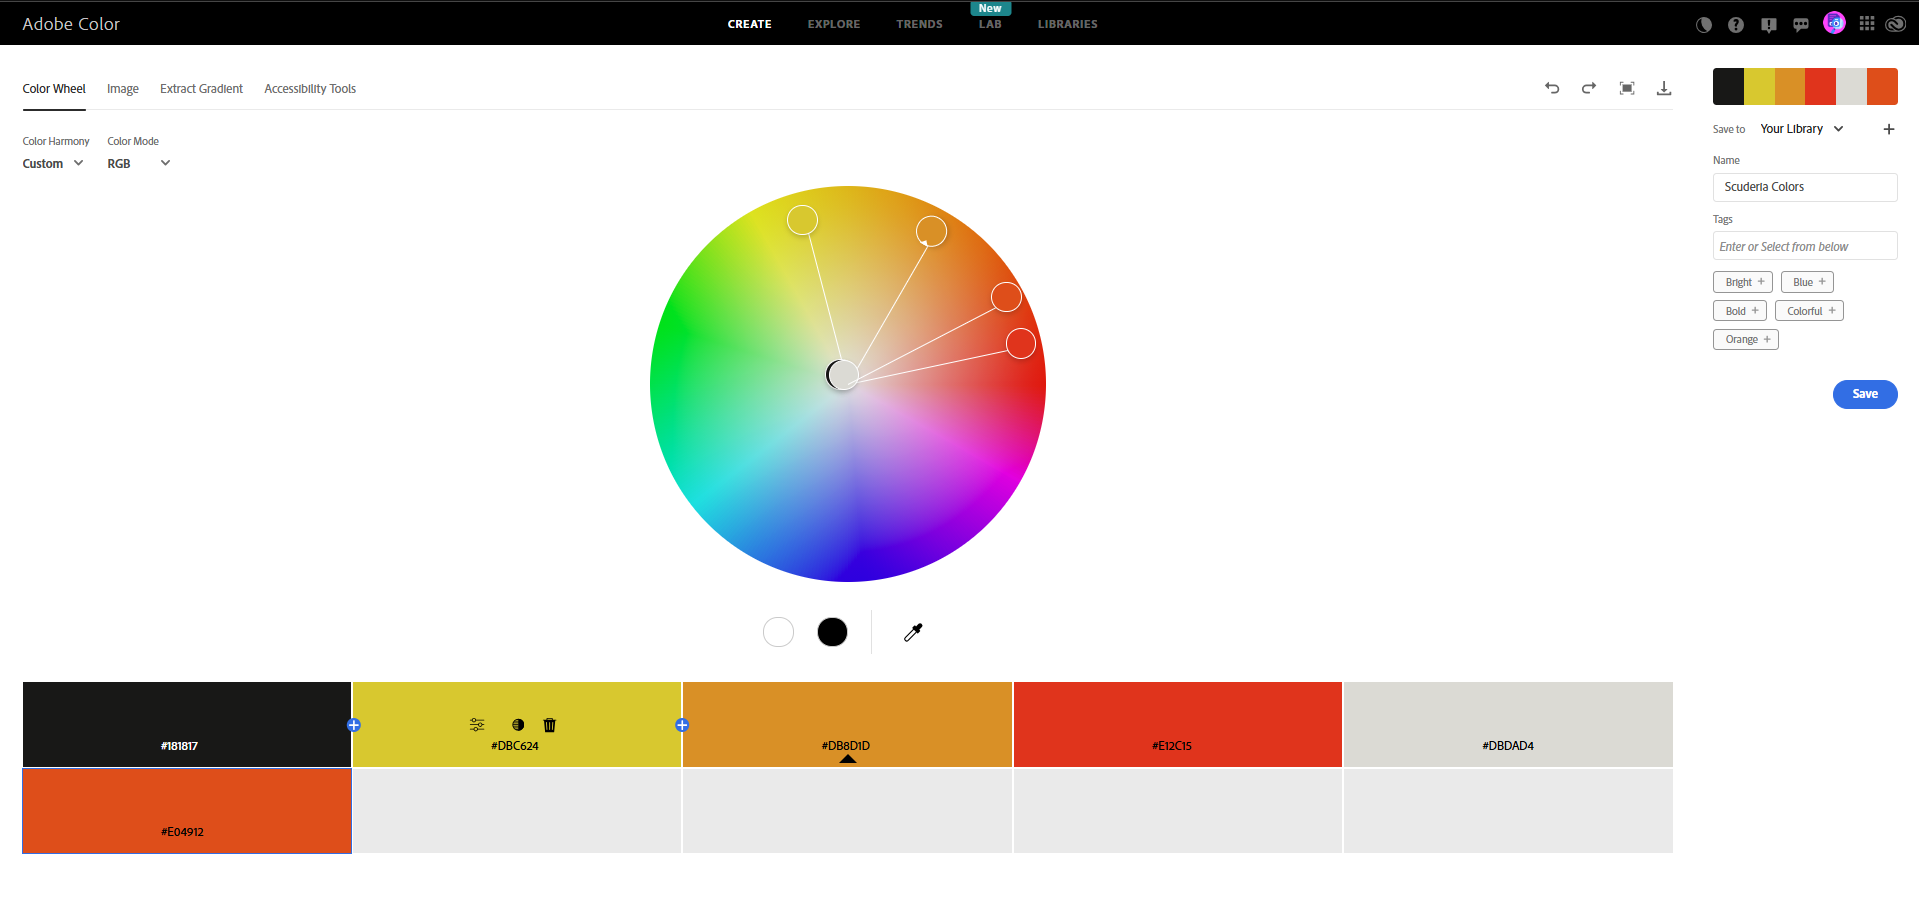 Adobe Color
CREATE
EXPLORE
TRENDS
New
LAB
LIBRARIES
Color Wheel
Image
Extract Gradient
Accessibility Tools
Color Harmony
Color Mode
Custom
RGB
Save to
Your Library
Name
Scuderia Colors
Tags
Enter or Select from below
Bright +
Blue +
Bold +
Colorful +
Orange +
Save
#181817
#DBC624
#DB8D1D
#E12C15
#DBDAD4
#E04912